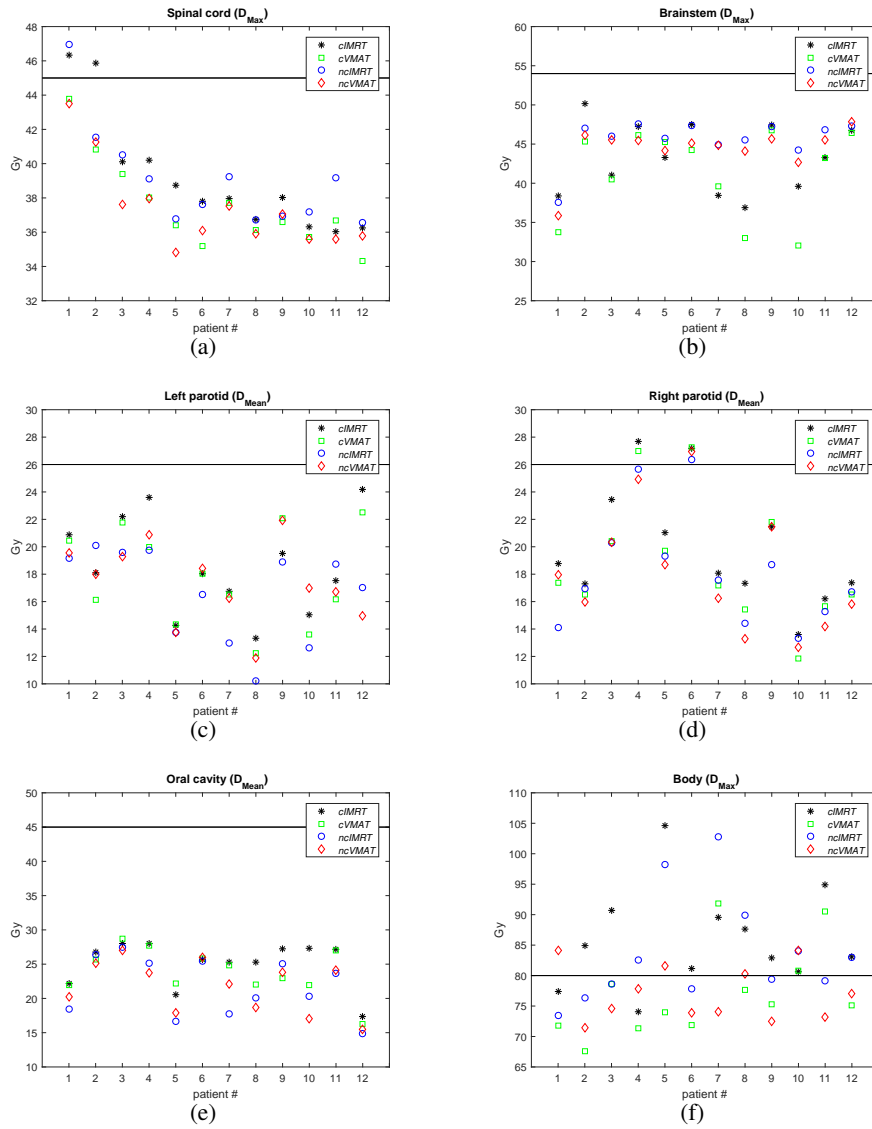 Spinal cord (DMax)
48
46
44
42
40
38
36
34
32
Gy
cIMRT
cVMAT
ncIMRT
ncVMAT
1 2 3 4 5 6 7 8 9 10 11 12
patient #
(a)
Brainstem (DMax)
60
55
50
45
40
35
30
25
Gy
cIMRT
cVMAT
ncIMRT
ncVMAT
1 2 3 4 5 6 7 8 9 10 11 12
patient #
(b)
Left parotid (DMean)
30
28
26
24
22
20
18
16
14
12
10
Gy
cIMRT
cVMAT
ncIMRT
ncVMAT
1 2 3 4 5 6 7 8 9 10 11 12
patient #
(c)
Right parotid (DMean)
30
28
26
24
22
20
18
16
14
12
10
Gy
cIMRT
cVMAT
ncIMRT
ncVMAT
1 2 3 4 5 6 7 8 9 10 11 12
patient #
(d)
Oral cavity (DMean)
50
45
40
35
30
25
20
15
10
Gy
cIMRT
cVMAT
ncIMRT
ncVMAT
1 2 3 4 5 6 7 8 9 10 11 12
patient #
(e)
Body (DMax)
110
105
100
95
90
85
80
75
70
65
Gy
cIMRT
cVMAT
ncIMRT
ncVMAT
1 2 3 4 5 6 7 8 9 10 11 12
patient #
(f)